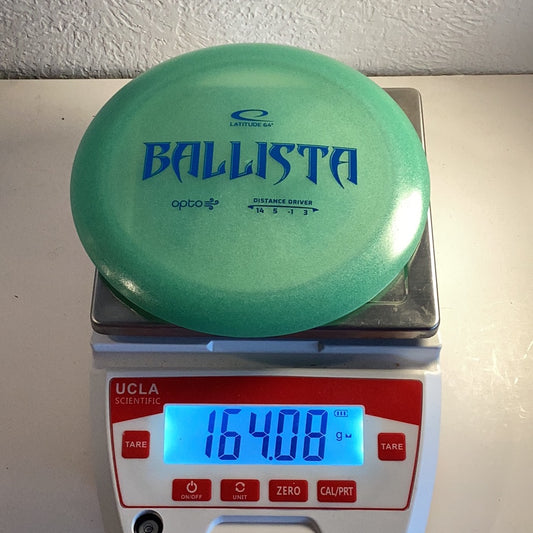 LATITUDE 64°
BALLISTA
opto
DISTANCE DRIVER
14 5 -1 3
UCLA
SCIENTIFIC
164.08 g
TARE
TARE
ON/OFF
UNIT
ZERO
CAL/PRT